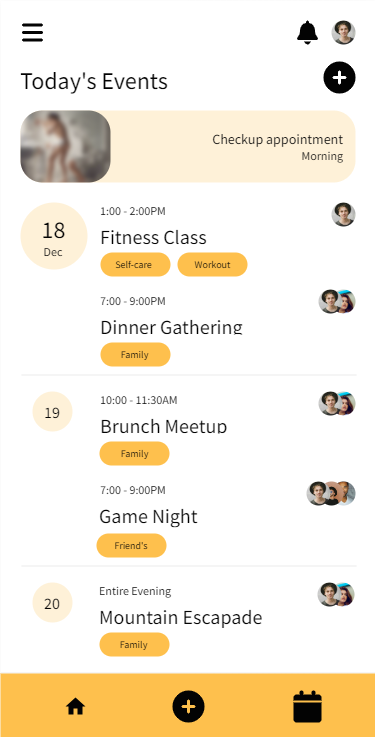 Today's Events
Checkup appointment
Morning
18
Dec
1:00 - 2:00PM
Fitness Class
Self-care
Workout
7:00 - 9:00PM
Dinner Gathering
Family
19
10:00 - 11:30AM
Brunch Meetup
Family
7:00 - 9:00PM
Game Night
Friend's
20
Entire Evening
Mountain Escapade
Family